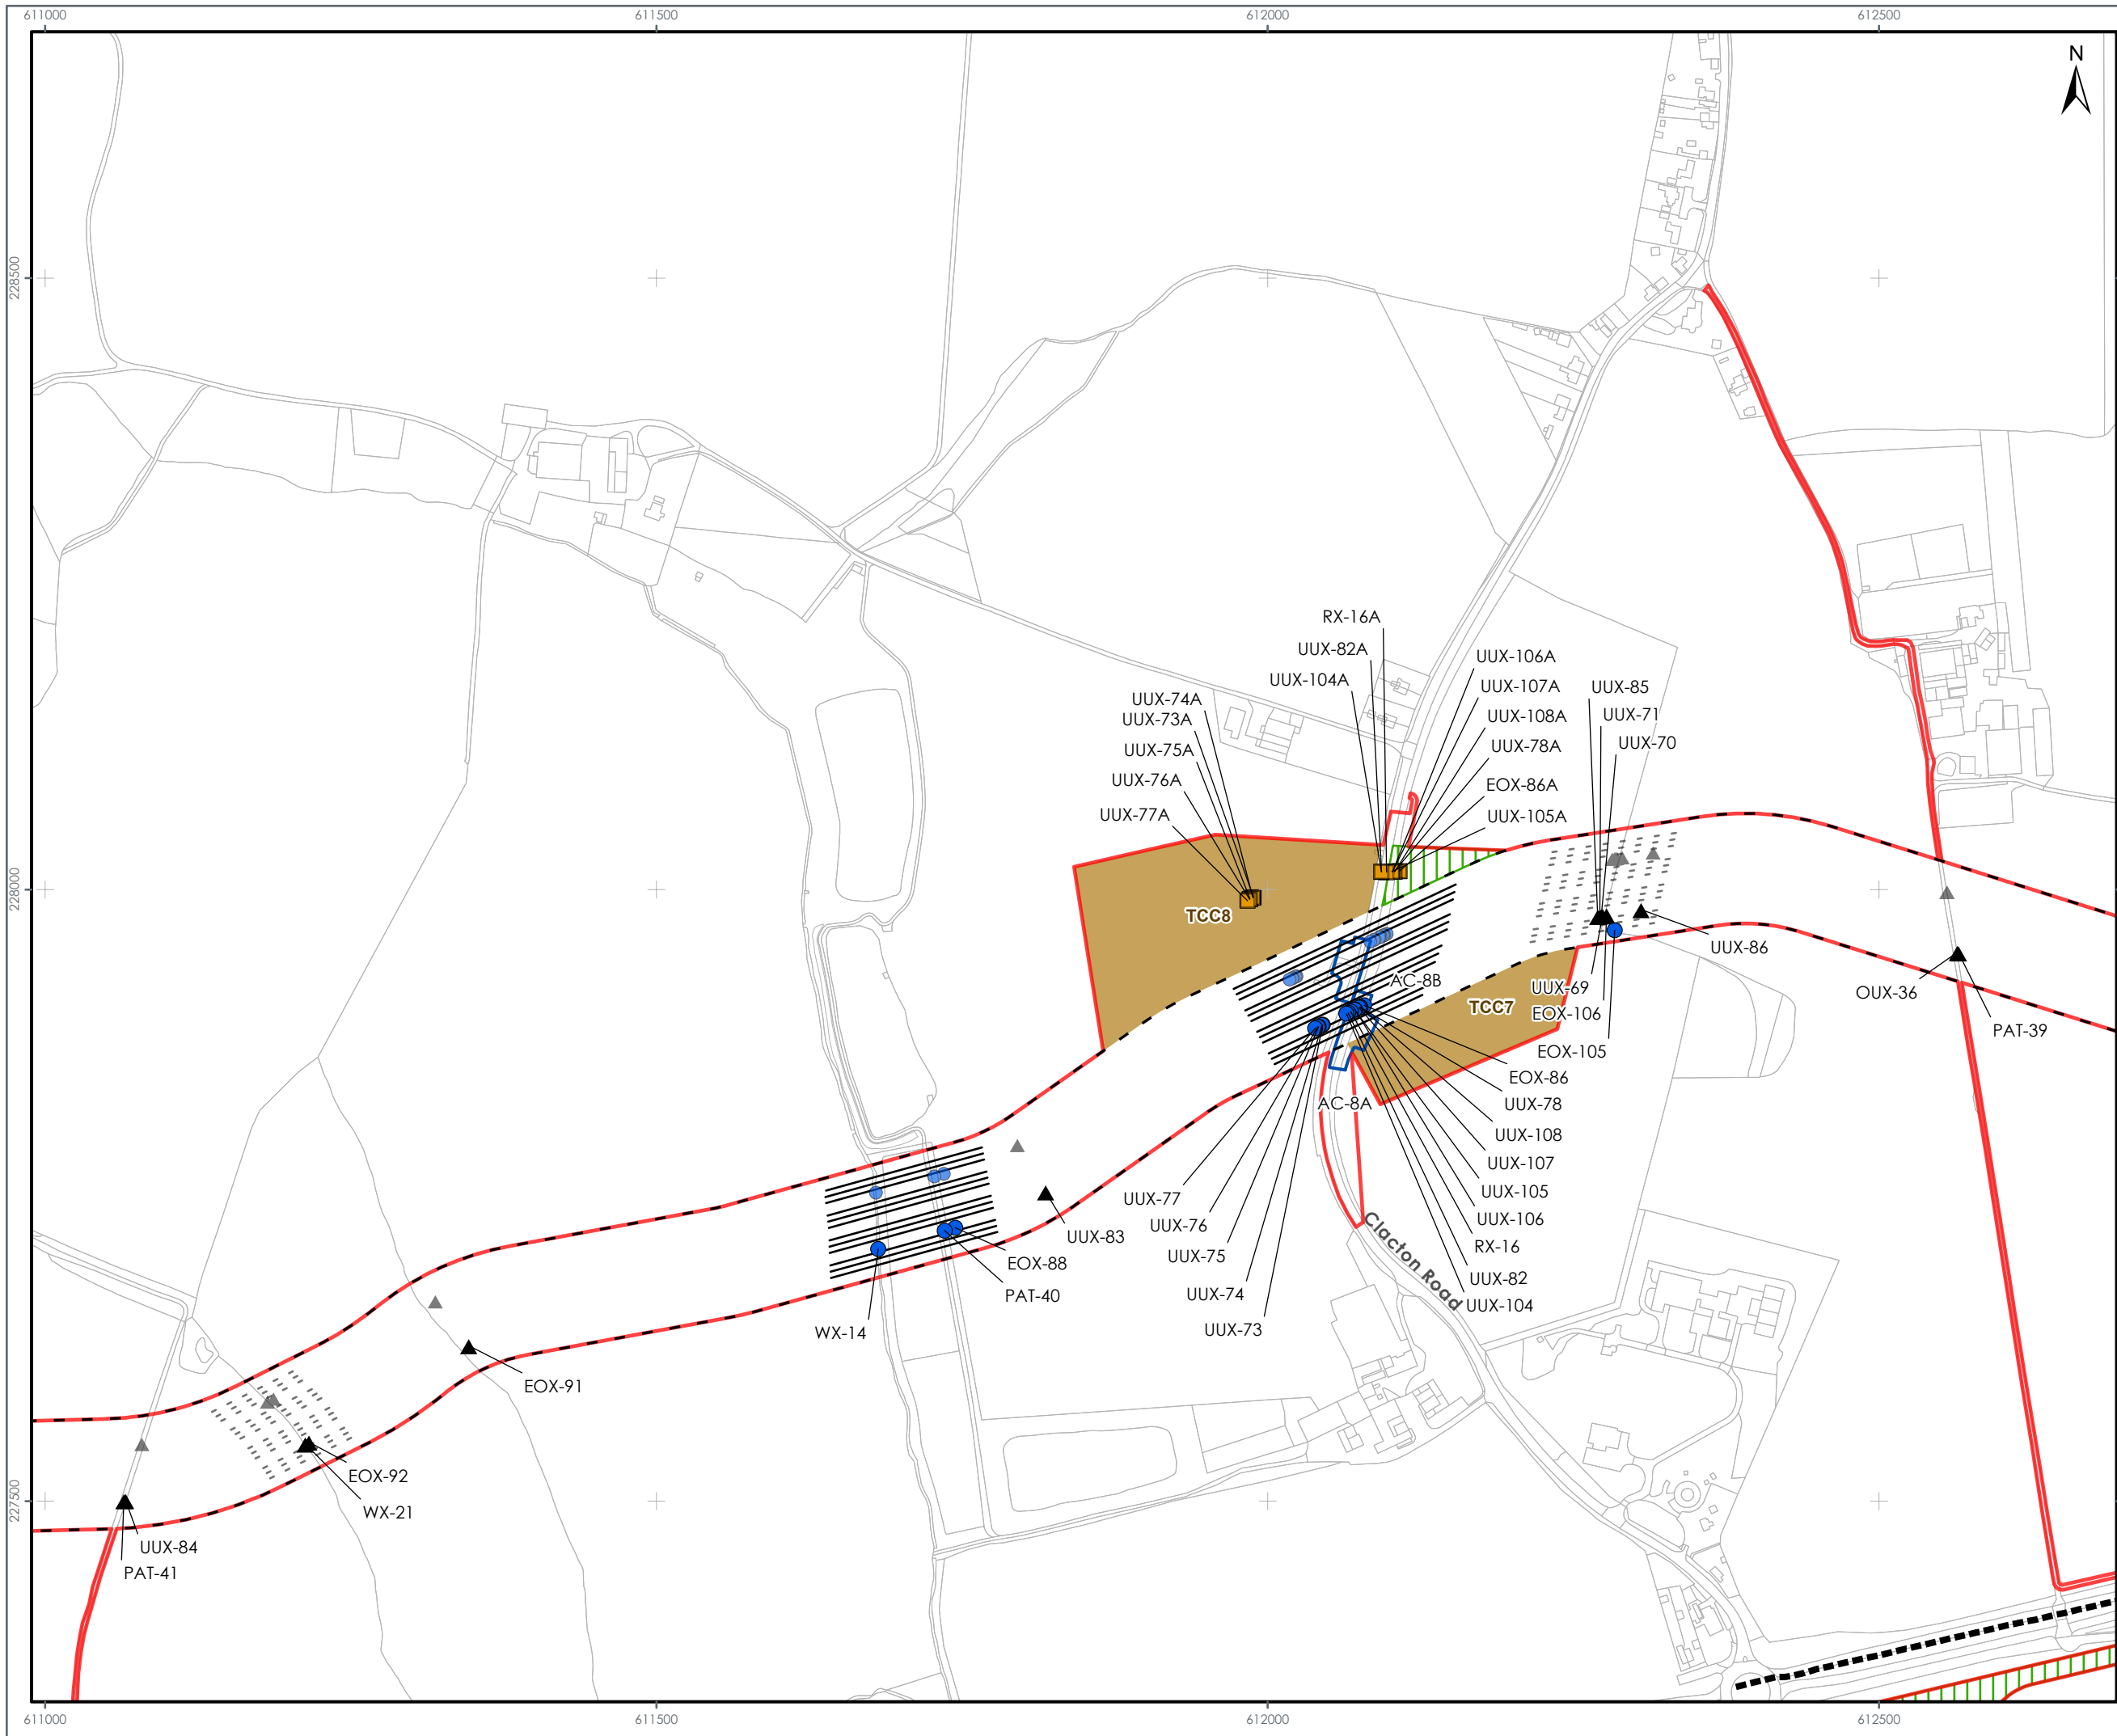 611000
611500
612000
612500
N
228500
RX-16A
UUX-82A
UUX-104A
UUX-106A
UUX-107A
UUX-108A
UUX-78A
EOX-86A
UUX-105A
UUX-85
UUX-71
UUX-70
UUX-74A
UUX-73A
UUX-75A
UUX-76A
UUX-77A
228000
TCC8
UUX-86
AC-8B
TCC7
UUX-69
EOX-106
EOX-105
OUX-36
PAT-39
EOX-86
UUX-78
AC-8A
UUX-108
UUX-107
UUX-105
UUX-106
RX-16
UUX-82
UUX-104
UUX-77
UUX-76
UUX-75
UUX-74
UUX-73
Clacton Road
UUX-83
EOX-88
PAT-40
WX-14
EOX-91
EOX-92
WX-21
227500
UUX-84
PAT-41
611000
611500
612000
612500